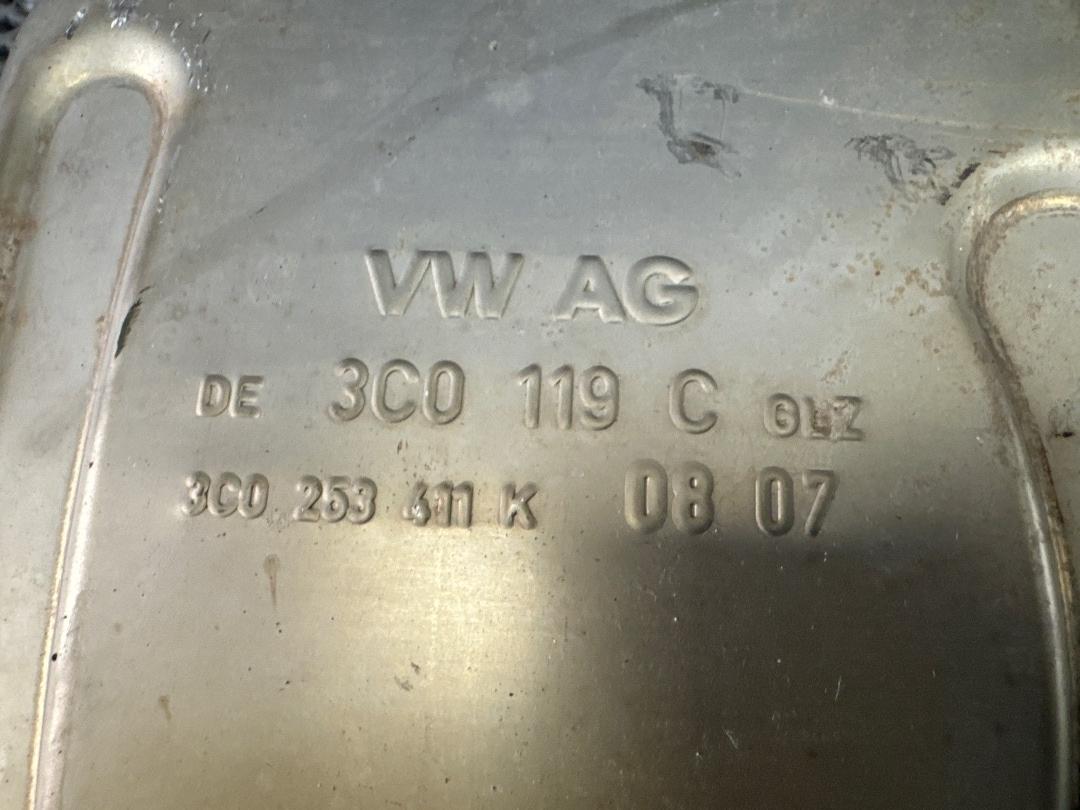 VW AG
DE 3C0 119 C GLZ
3C0 253 411 K 08 07